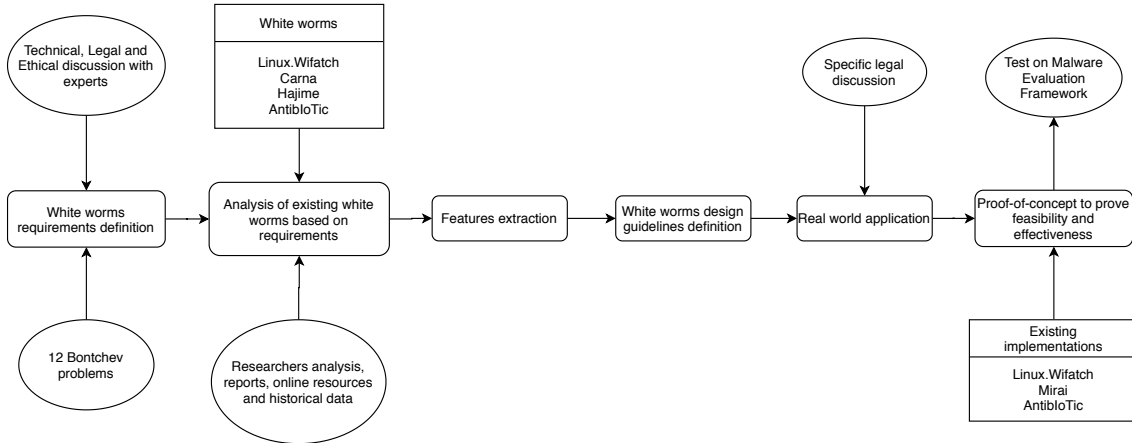 Technical, Legal and
Ethical discussion with
experts
White worms
Linux.Wifatch
Carna
Hajime
AntibIoTic
Specific legal
discussion
Test on Malware
Evaluation
Framework
White worms
requirements definition
Analysis of existing white
worms based on
requirements
Features extraction
White worms design
guidelines definition
Real world application
Proof-of-concept to prove
feasibility and
effectiveness
12 Bontchev
problems
Researchers analysis,
reports, online resources
and historical data
Existing
implementations
Linux.Wifatch
Mirai
AntibIoTic